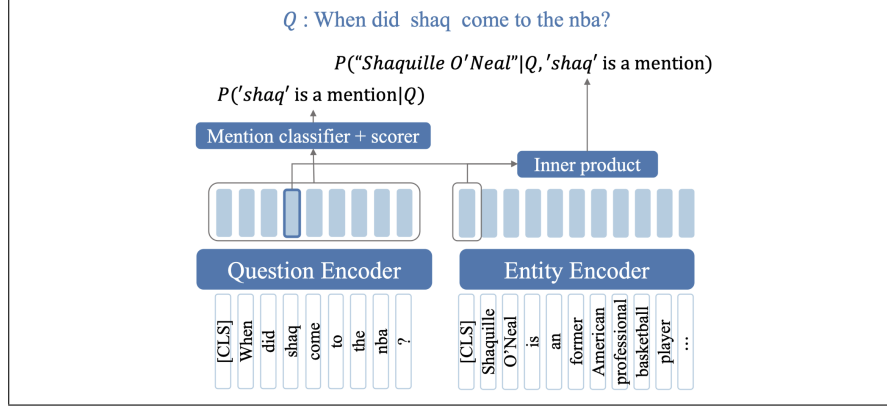 Q : When did shaq come to the nba?
P("Shaquille O'Neal"|Q, 'shaq' is a mention)
P('shaq' is a mention|Q)
Mention classifier + scorer
Inner product
Question Encoder
Entity Encoder
[CLS]
When
did
shaq
come
to
the
nba
?
[CLS]
Shaquille
O'Neal
is
an
former
American
professional
basketball
player
...